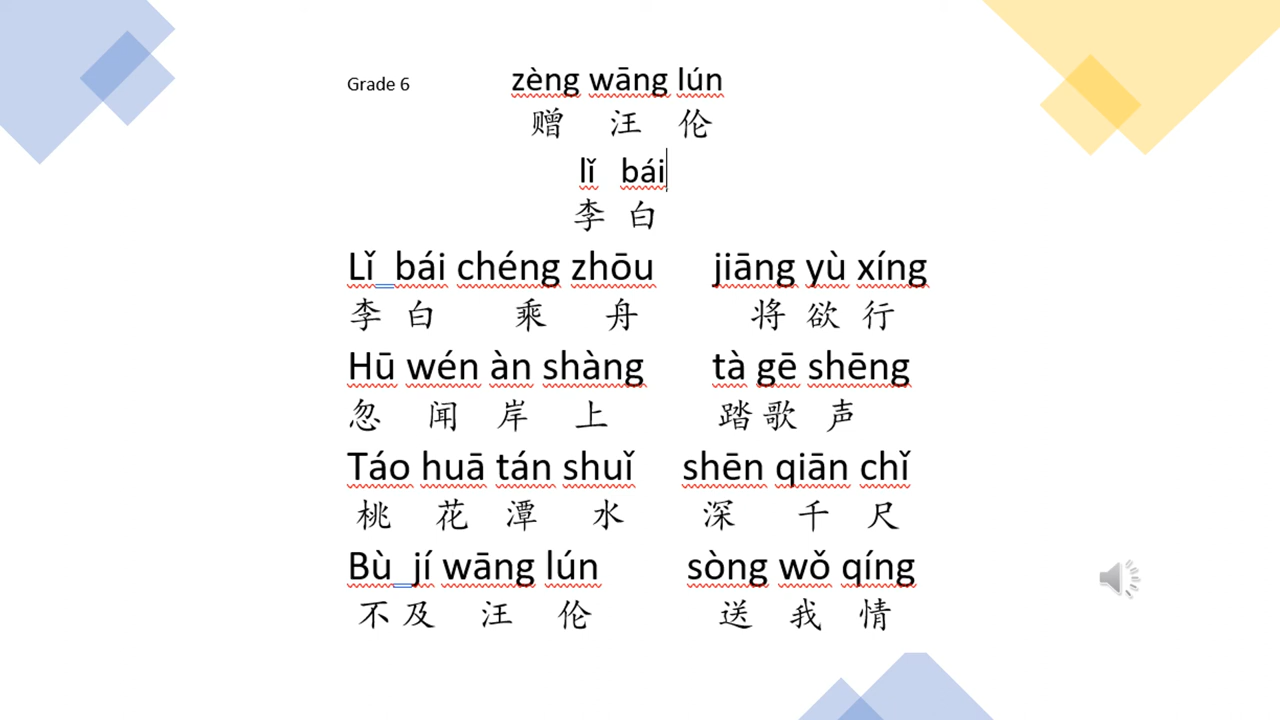 Grade 6
zèng wāng lún
赠 汪 伦
lǐ bái
李 白
Lǐ bái chéng zhōu jiāng yù xíng
李 白 乘 舟 将 欲 行
Hū wén àn shàng tà gē shēng
忽 闻 岸 上 踏 歌 声
Táo huā tán shuǐ shēn qiān chǐ
桃 花 潭 水 深 千 尺
Bù jí wāng lún sòng wǒ qíng
不 及 汪 伦 送 我 情